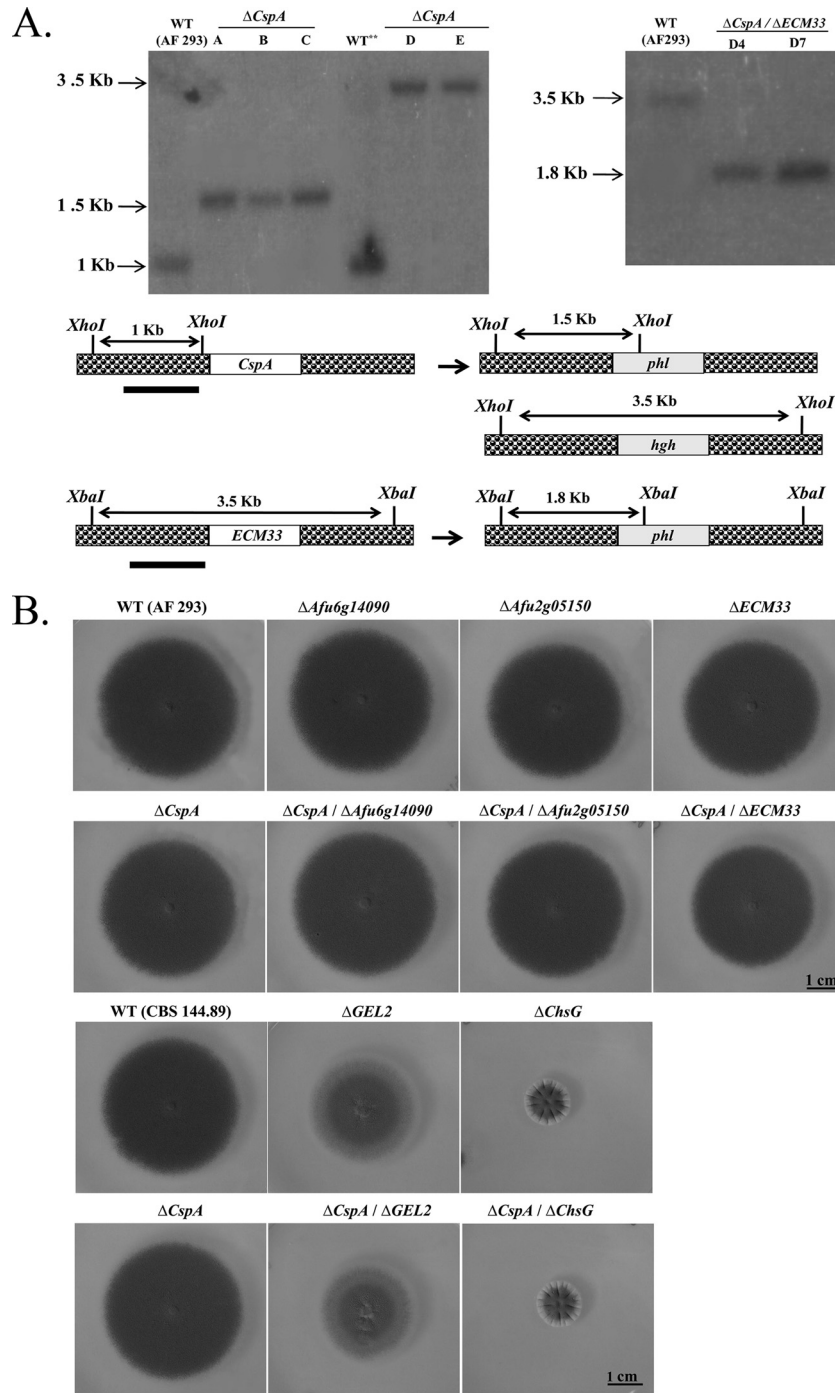 A.
WT (AF 293)
ΔCspA
A B C
WT**
ΔCspA
D E
3.5 Kb
1.5 Kb
1 Kb
WT (AF293)
ΔCspA / ΔECM33
D4 D7
3.5 Kb
1.8 Kb
XhoI 1 Kb XhoI
CspA
XhoI 1.5 Kb XhoI
phl
XhoI 3.5 Kb XhoI
hgh
XbaI 3.5 Kb XbaI
ECM33
XbaI 1.8 Kb XbaI XbaI
phl
B.
WT (AF 293) ΔAfu6g14090 ΔAfu2g05150 ΔECM33
ΔCspA ΔCspA / ΔAfu6g14090 ΔCspA / ΔAfu2g05150 ΔCspA / ΔECM33
1 cm
WT (CBS 144.89) ΔGEL2 ΔChsG
ΔCspA ΔCspA / ΔGEL2 ΔCspA / ΔChsG
1 cm